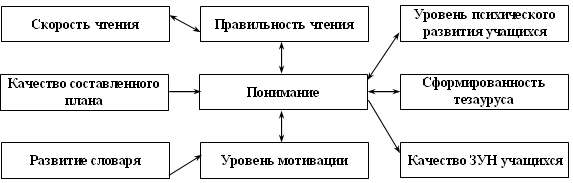 Скорость чтения
Правильность чтения
Уровень психического
развития учащихся
Качество составленного
плана
Понимание
Сформированность
тезауруса
Развитие словаря
Уровень мотивации
Качество ЗУН учащихся